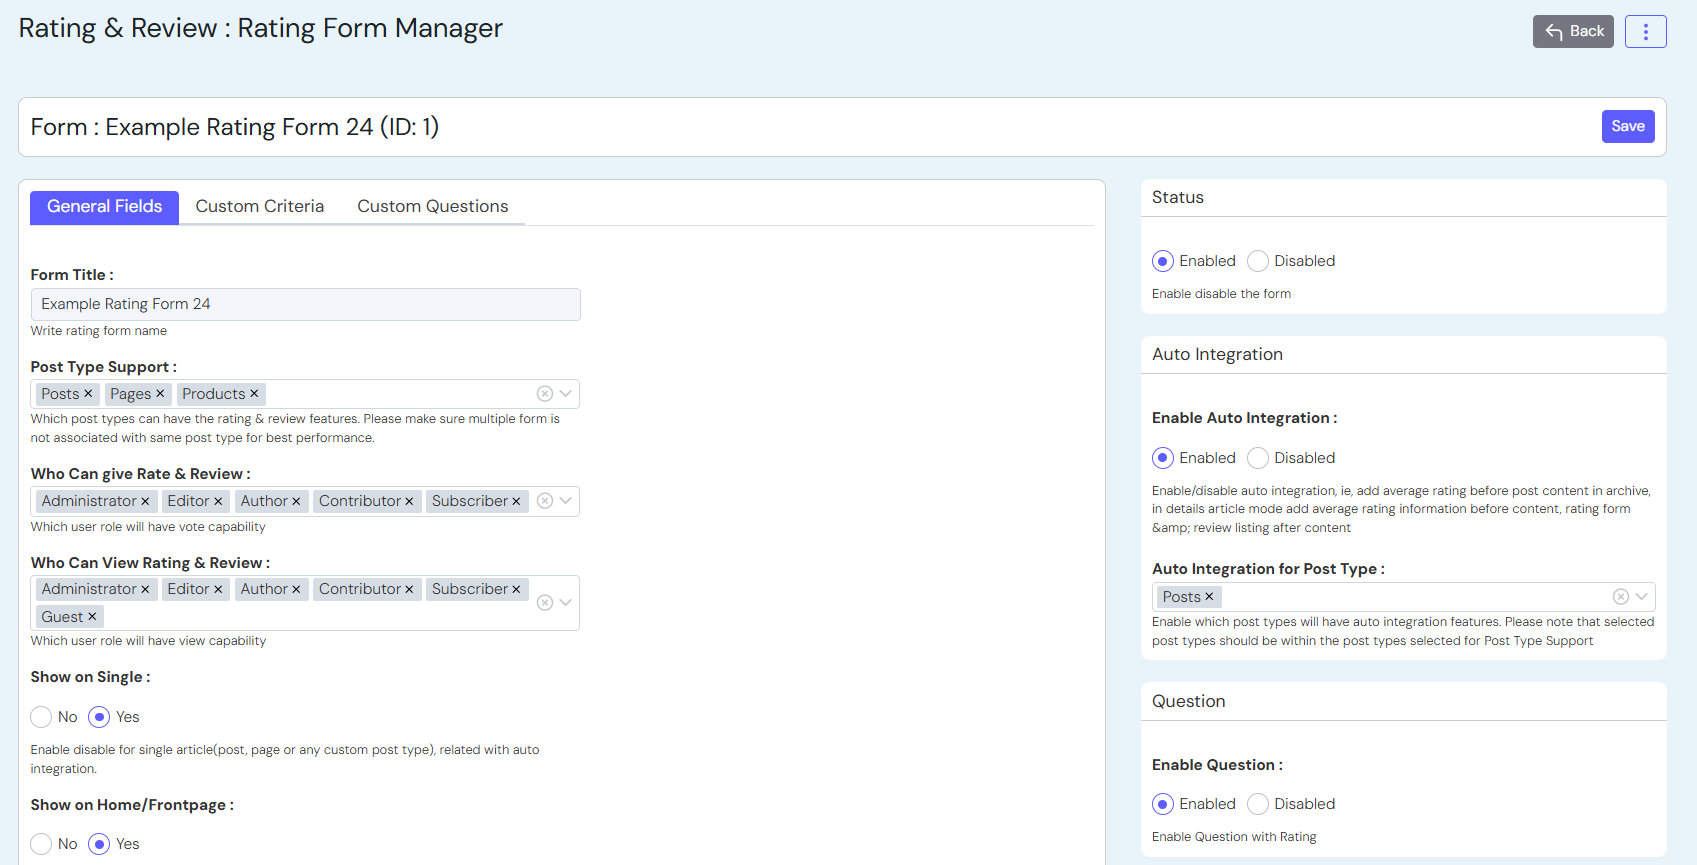 Rating & Review : Rating Form Manager
Back
Form : Example Rating Form 24 (ID: 1)
Save
General Fields
Custom Criteria
Custom Questions
Form Title :
Example Rating Form 24
Write rating form name
Post Type Support :
Posts ×
Pages ×
Products ×
Which post types can have the rating & review features. Please make sure multiple form is
not associated with same post type for best performance.
Who Can give Rate & Review :
Administrator ×
Editor ×
Author ×
Contributor ×
Subscriber ×
Which user role will have vote capability
Who Can View Rating & Review :
Administrator ×
Editor ×
Author ×
Contributor ×
Subscriber ×
Guest ×
Which user role will have view capability
Show on Single :
No
Yes
Enable disable for single article(post, page or any custom post type), related with auto
integration.
Show on Home/Frontpage :
No
Yes
Status
Enabled
Disabled
Enable disable the form
Auto Integration
Enable Auto Integration :
Enabled
Disabled
Enable/disable auto integration, ie, add average rating before post content in archive,
in details article mode add average rating information before content, rating form
&amp; review listing after content
Auto Integration for Post Type :
Posts ×
Enable which post types will have auto integration features. Please note that selected
post types should be within the post types selected for Post Type Support
Question
Enable Question :
Enabled
Disabled
Enable Question with Rating